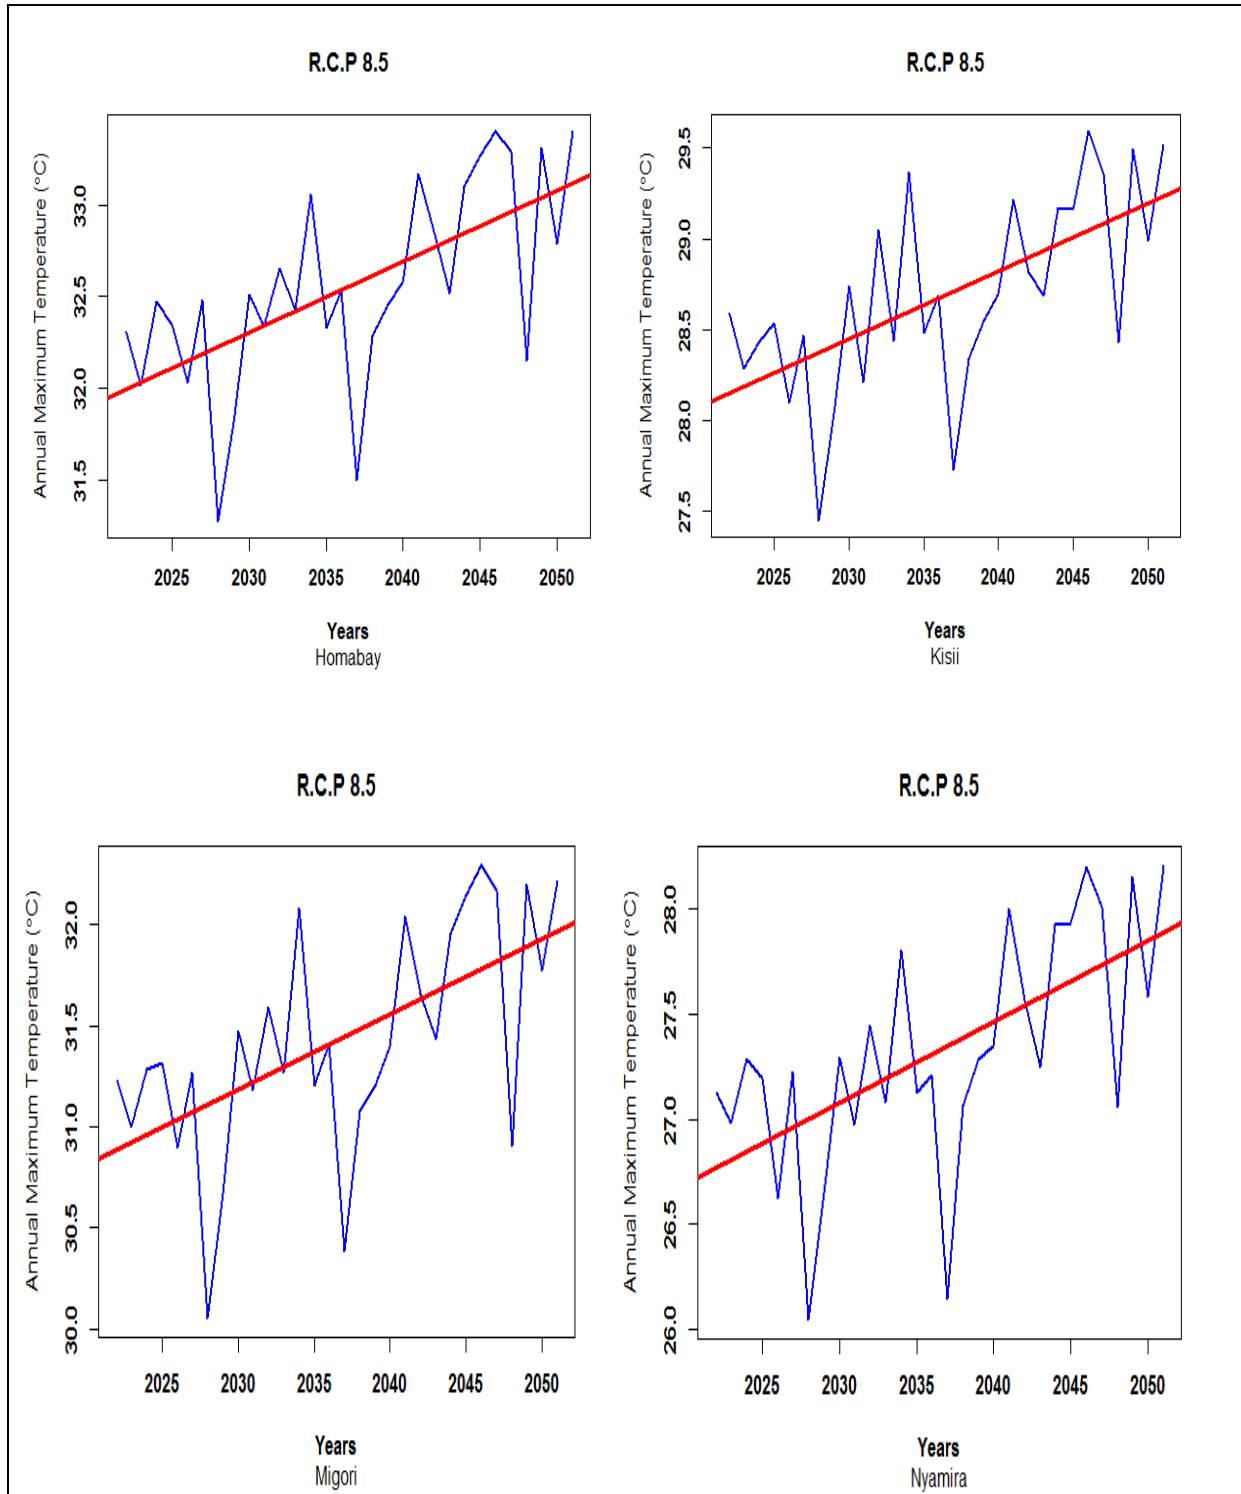 R.C.P 8.5
Annual Maximum Temperature (°C)
33.0
32.5
32.0
31.5
2025 2030 2035 2040 2045 2050
Years
Homabay
R.C.P 8.5
Annual Maximum Temperature (°C)
29.5
29.0
28.5
28.0
27.5
2025 2030 2035 2040 2045 2050
Years
Kisii
R.C.P 8.5
Annual Maximum Temperature (°C)
32.0
31.5
31.0
30.5
30.0
2025 2030 2035 2040 2045 2050
Years
Migori
R.C.P 8.5
Annual Maximum Temperature (°C)
28.0
27.5
27.0
26.5
26.0
2025 2030 2035 2040 2045 2050
Years
Nyamira